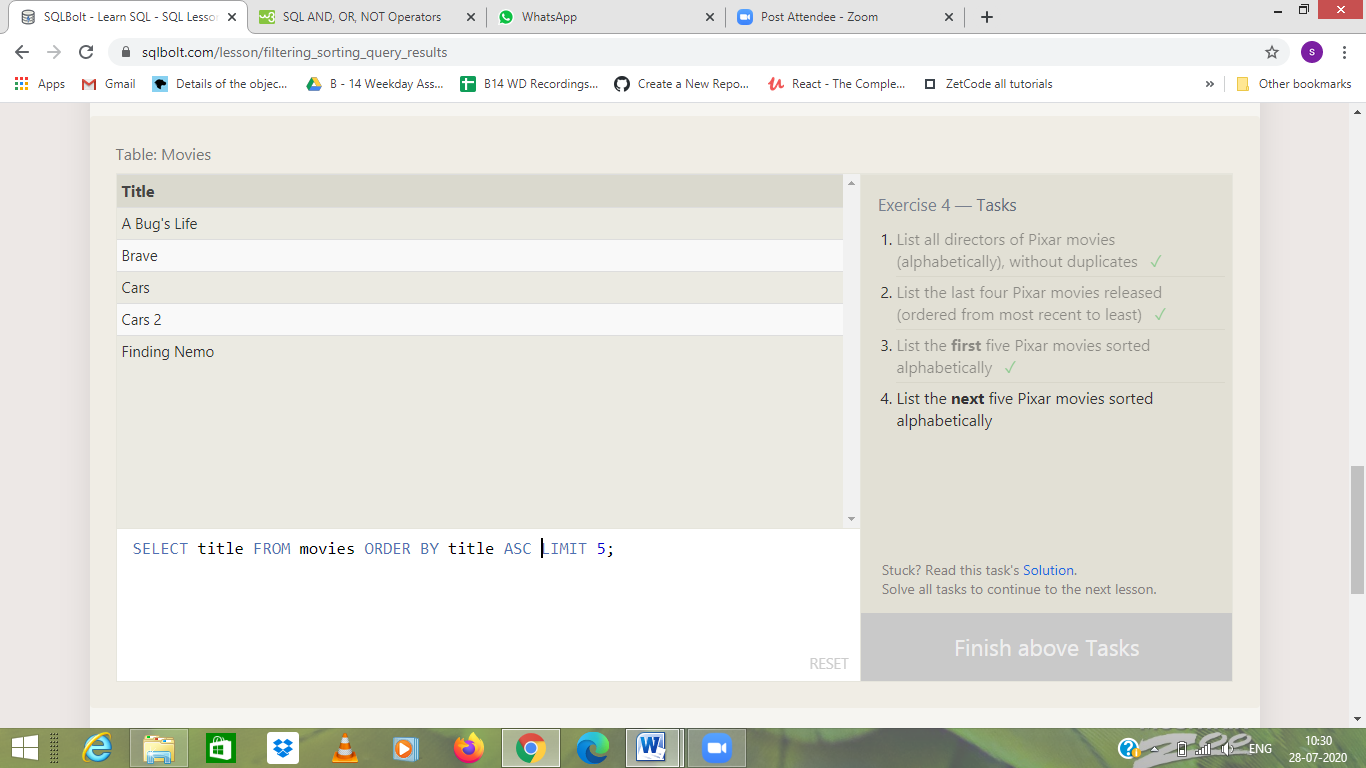 SQLBolt - Learn SQL - SQL Lesson
SQL AND, OR, NOT Operators
WhatsApp
Post Attendee - Zoom
sqlbolt.com/lesson/filtering_sorting_query_results
S
Apps
Gmail
Details of the objec...
B - 14 Weekday Ass...
B14 WD Recordings...
Create a New Repo...
React - The Comple...
ZetCode all tutorials
»
Other bookmarks
Table: Movies
Title
A Bug's Life
Brave
Cars
Cars 2
Finding Nemo
SELECT title FROM movies ORDER BY title ASC LIMIT 5;
RESET
Exercise 4 — Tasks
1. List all directors of Pixar movies
(alphabetically), without duplicates ✓
2. List the last four Pixar movies released
(ordered from most recent to least) ✓
3. List the first five Pixar movies sorted
alphabetically ✓
4. List the next five Pixar movies sorted
alphabetically
Stuck? Read this task's Solution.
Solve all tasks to continue to the next lesson.
Finish above Tasks
ENG
10:30
28-07-2020